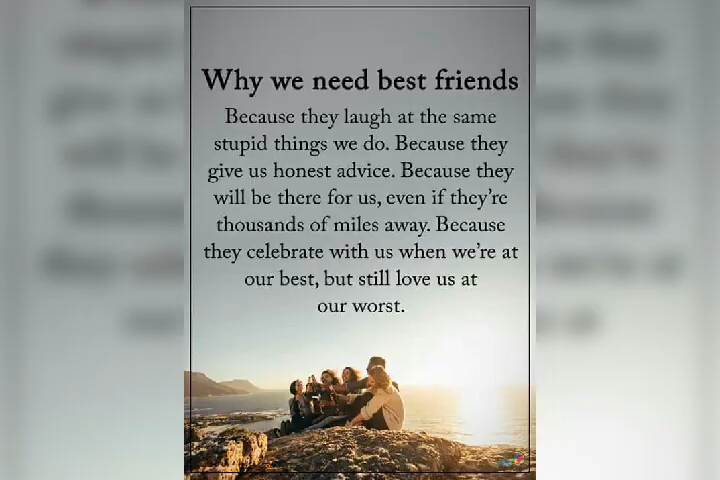 Why we need best friends
Because they laugh at the same
stupid things we do. Because they
give us honest advice. Because they
will be there for us, even if they're
thousands of miles away. Because
they celebrate with us when we're at
our best, but still love us at
our worst.